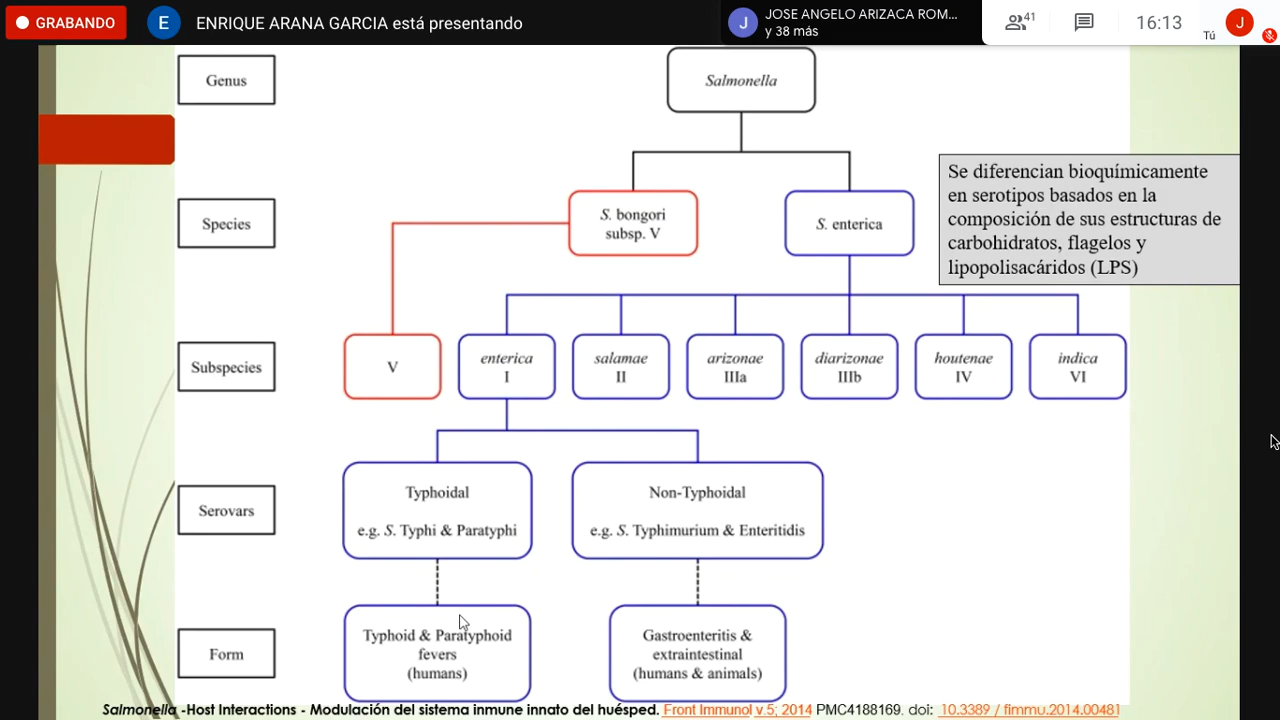 GRABANDO
E
ENRIQUE ARANA GARCIA está presentando
J
JOSE ANGELO ARIZACA ROM...
y 38 más
41
16:13
Tú
J
Genus
Salmonella
Species
S. bongori
subsp. V
S. enterica
Se diferencian bioquímicamente
en serotipos basados en la
composición de sus estructuras de
carbohidratos, flagelos y
lipopolisacáridos (LPS)
Subspecies
V
enterica
I
salamae
II
arizonae
IIIa
diarizonae
IIIb
houtenae
IV
indica
VI
Serovars
Typhoidal
e.g. S. Typhi & Paratyphi
Non-Typhoidal
e.g. S. Typhimurium & Enteritidis
Form
Typhoid & Paratyphoid
fevers
(humans)
Gastroenteritis &
extraintestinal
(humans & animals)
Salmonella -Host Interactions - Modulación del sistema inmune innato del huésped. Front Immunol v.5; 2014 PMC4188169. doi: 10.3389 / fimmu.2014.00481